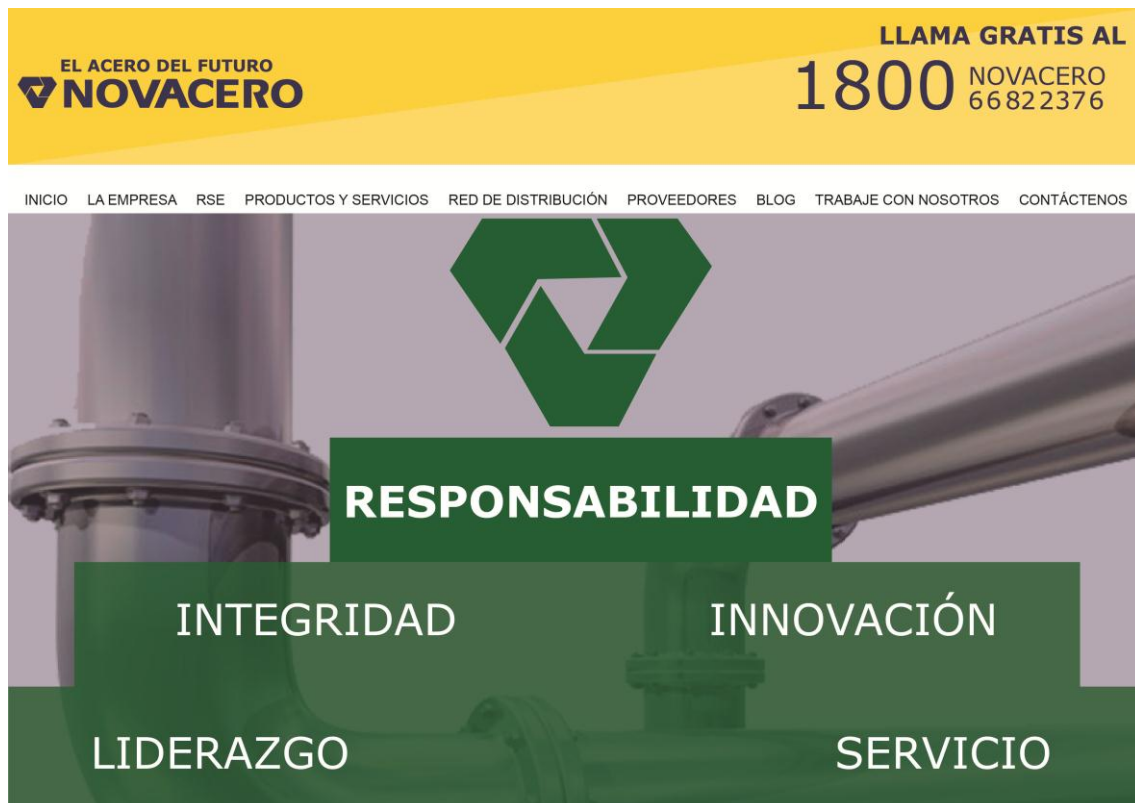 EL ACERO DEL FUTURO
NOVACERO
LLAMA GRATIS AL
1800 NOVACERO
66822376
INICIO LA EMPRESA RSE PRODUCTOS Y SERVICIOS RED DE DISTRIBUCIÓN PROVEEDORES BLOG TRABAJE CON NOSOTROS CONTÁCTENOS
RESPONSABILIDAD
INTEGRIDAD INNOVACIÓN
LIDERAZGO SERVICIO